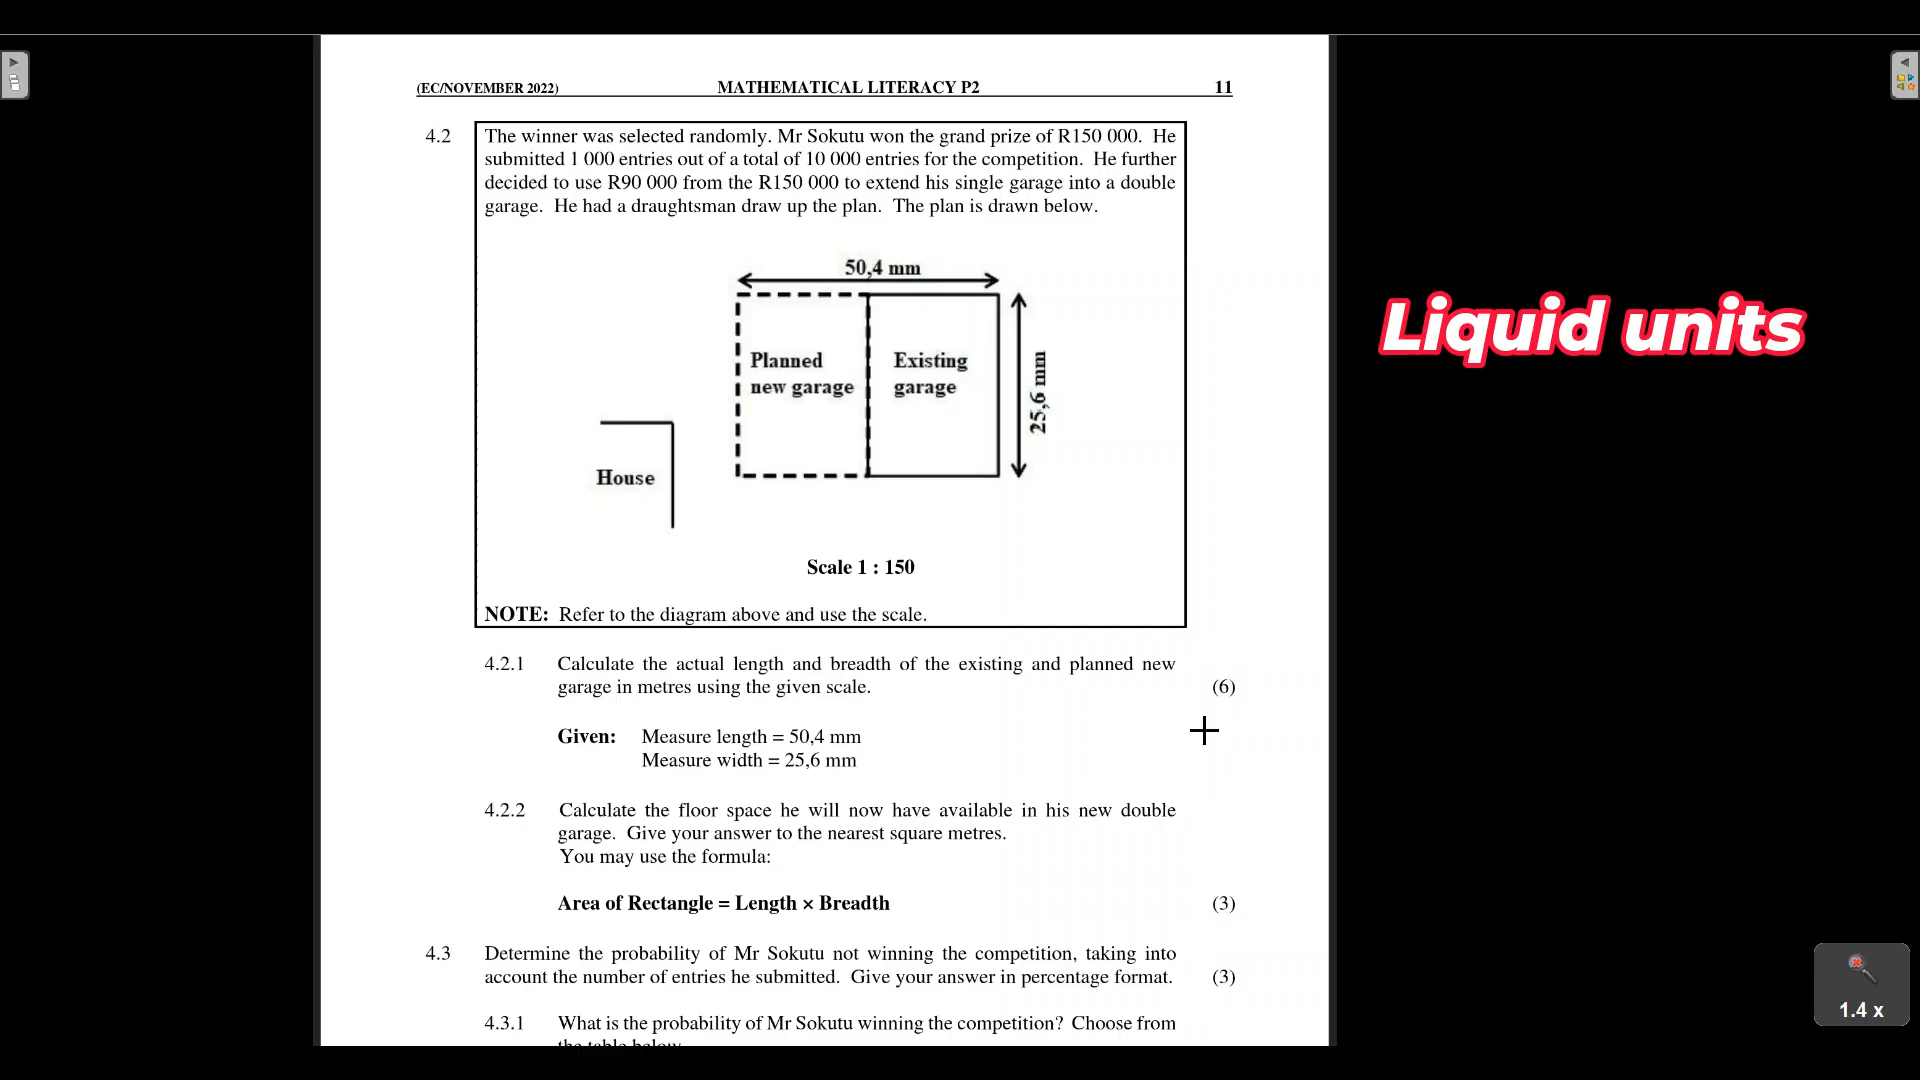 (EC/NOVEMBER 2022) MATHEMATICAL LITERACY P2 11
4.2 The winner was selected randomly. Mr Sokutu won the grand prize of R150 000. He
submitted 1 000 entries out of a total of 10 000 entries for the competition. He further
decided to use R90 000 from the R150 000 to extend his single garage into a double
garage. He had a draughtsman draw up the plan. The plan is drawn below.
50,4 mm
Liquid units
Planned
new garage
Existing
garage
25,6 mm
House
Scale 1 : 150
NOTE: Refer to the diagram above and use the scale.
4.2.1 Calculate the actual length and breadth of the existing and planned new
garage in metres using the given scale. (6)
Given: Measure length = 50,4 mm
Measure width = 25,6 mm
4.2.2 Calculate the floor space he will now have available in his new double
garage. Give your answer to the nearest square metres.
You may use the formula:
Area of Rectangle = Length × Breadth (3)
4.3 Determine the probability of Mr Sokutu not winning the competition, taking into
account the number of entries he submitted. Give your answer in percentage format. (3)
4.3.1 What is the probability of Mr Sokutu winning the competition? Choose from
the table below.
1.4 x